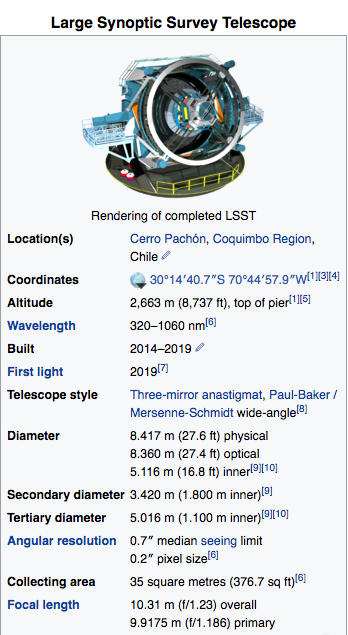 Large Synoptic Survey Telescope
Rendering of completed LSST
Location(s) Cerro Pachón, Coquimbo Region,
Chile
Coordinates 30°14′40.7″S 70°44′57.9″W[1][3][4]
Altitude 2,663 m (8,737 ft), top of pier[1][5]
Wavelength 320–1060 nm[6]
Built 2014–2019
First light 2019[7]
Telescope style Three-mirror anastigmat, Paul-Baker /
Mersenne-Schmidt wide-angle[8]
Diameter 8.417 m (27.6 ft) physical
8.360 m (27.4 ft) optical
5.116 m (16.8 ft) inner[9][10]
Secondary diameter 3.420 m (1.800 m inner)[9]
Tertiary diameter 5.016 m (1.100 m inner)[9][10]
Angular resolution 0.7″ median seeing limit
0.2″ pixel size[6]
Collecting area 35 square metres (376.7 sq ft)[6]
Focal length 10.31 m (f/1.23) overall
9.9175 m (f/1.186) primary